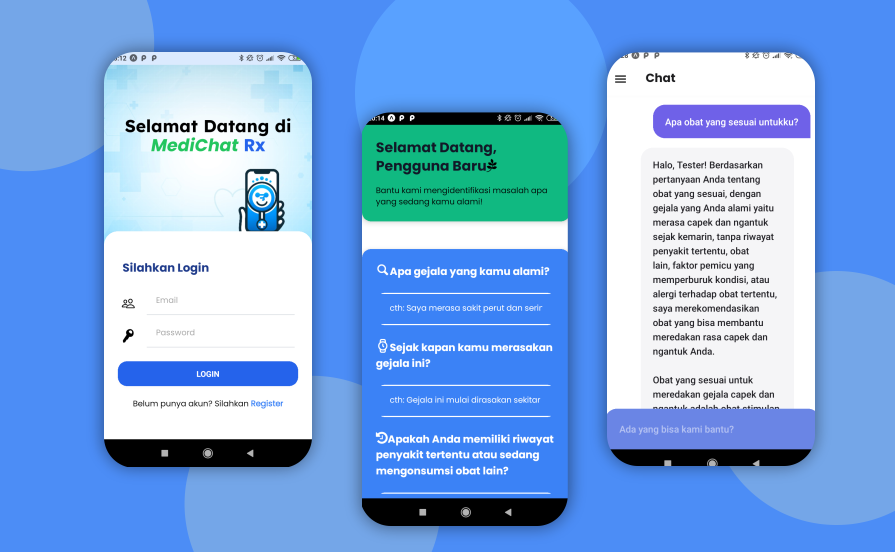 :12
Selamat Datang di
MediChat Rx
Silahkan Login
Email
Password
LOGIN
Belum punya akun? Silahkan Register
:14
Selamat Datang,
Pengguna Baru
Bantu kami mengidentifikasi masalah apa
yang sedang kamu alami!
Apa gejala yang kamu alami?
cth: Saya merasa sakit perut dan serir
Sejak kapan kamu merasakan
gejala ini?
cth: Gejala ini mulai dirasakan sekitar
Apakah Anda memiliki riwayat
penyakit tertentu atau sedang
mengonsumsi obat lain?
Chat
Apa obat yang sesuai untukku?
Halo, Tester! Berdasarkan
pertanyaan Anda tentang
obat yang sesuai, dengan
gejala yang Anda alami yaitu
merasa capek dan ngantuk
sejak kemarin, tanpa riwayat
penyakit tertentu, obat
lain, faktor pemicu yang
memperburuk kondisi, atau
alergi terhadap obat tertentu,
saya merekomendasikan
obat yang bisa membantu
meredakan rasa capek dan
ngantuk Anda.
Obat yang sesuai untuk
meredakan gejala capek dan
ngantuk adalah obat stimulan
Ada yang bisa kami bantu?